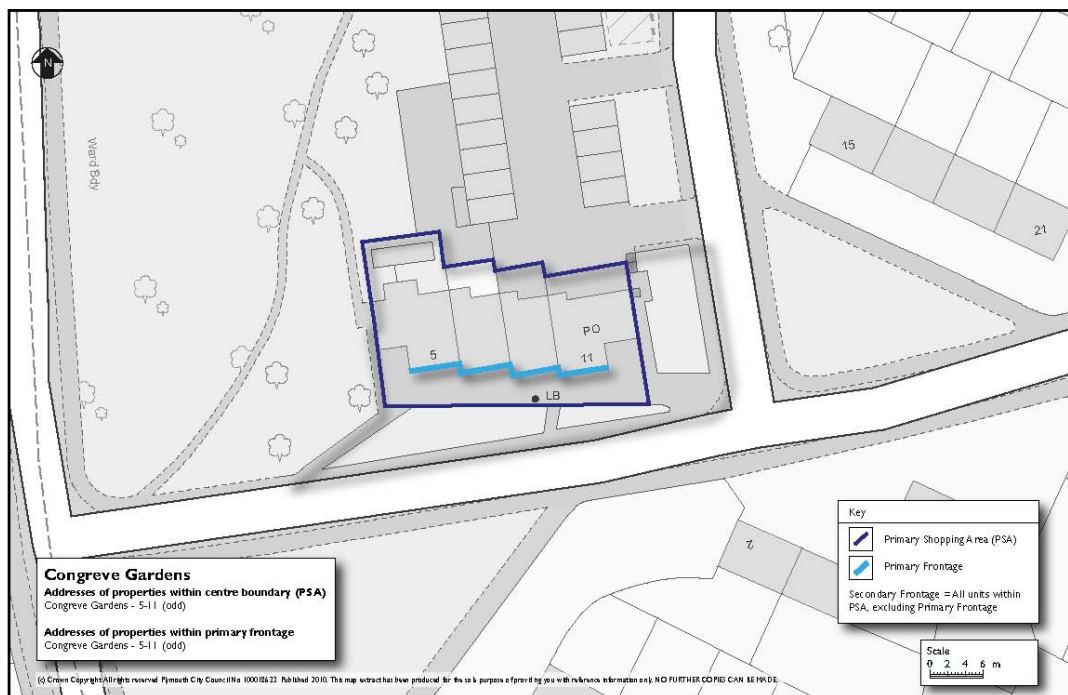 N
Ward Bdy
15
21
PO
5
11
LB
2
Key
Primary Shopping Area (PSA)
Primary Frontage
Secondary Frontage = All units within
PSA, excluding Primary Frontage
Congreve Gardens
Addresses of properties within centre boundary (PSA)
Congreve Gardens - 5-11 (odd)
Addresses of properties within primary frontage
Congreve Gardens - 5-11 (odd)
Scale
0 2 4 6 m
(c) Crown Copyright All rights reserved Plymouth City Council No 100018633 Published 2010. This map extract has been produced for the sole purpose of providing you with reference information only. NO FURTHER COPIES CAN BE MADE